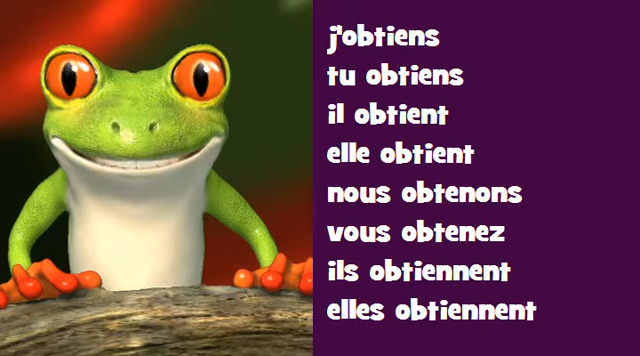 j'obtiens
tu obtiens
il obtient
elle obtient
nous obtenons
vous obtenez
ils obtiennent
elles obtiennent